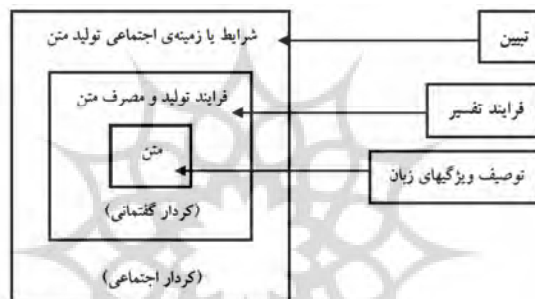 شرایط یا زمینه‌ی اجتماعی تولید متن
تبیین
فرایند تولید و مصرف متن
فرایند تفسیر
متن
توصیف ویژگیهای زبان
(کردار گفتمانی)
(کردار اجتماعی)